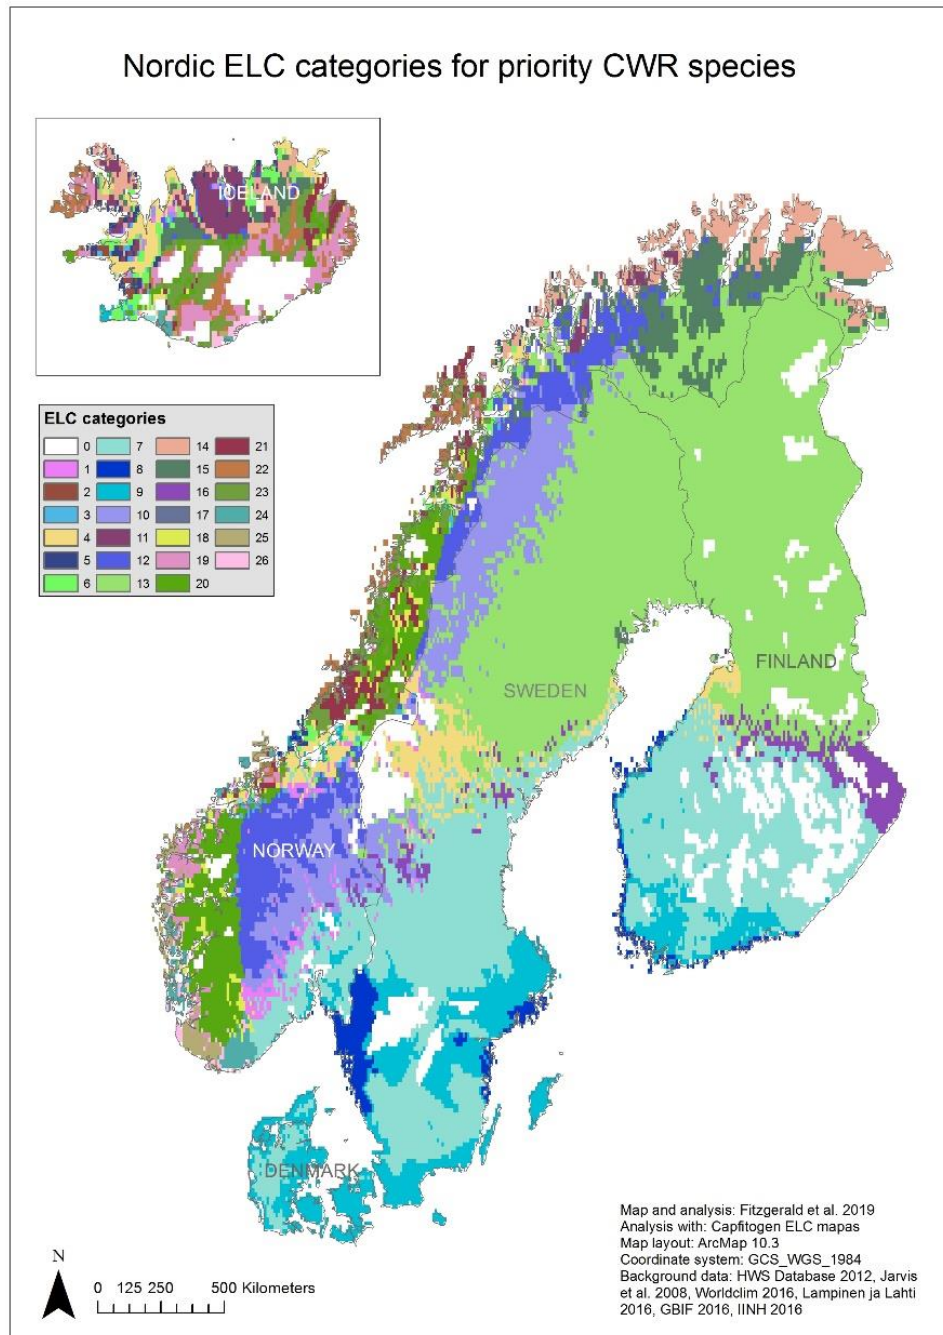 Nordic ELC categories for priority CWR species
ICELAND
ELC categories
0 7 14 21
1 8 15 22
2 9 16 23
3 10 17 24
4 11 18 25
5 12 19 26
6 13 20
FINLAND
SWEDEN
NORWAY
DENMARK
Map and analysis: Fitzgerald et al. 2019
Analysis with: Capfitogen ELC mapas
Map layout: ArcMap 10.3
Coordinate system: GCS_WGS_1984
Background data: HWS Database 2012, Jarvis
et al. 2008, Worldclim 2016, Lampinen ja Lahti
2016, GBIF 2016, IINH 2016
N
0 125 250 500 Kilometers